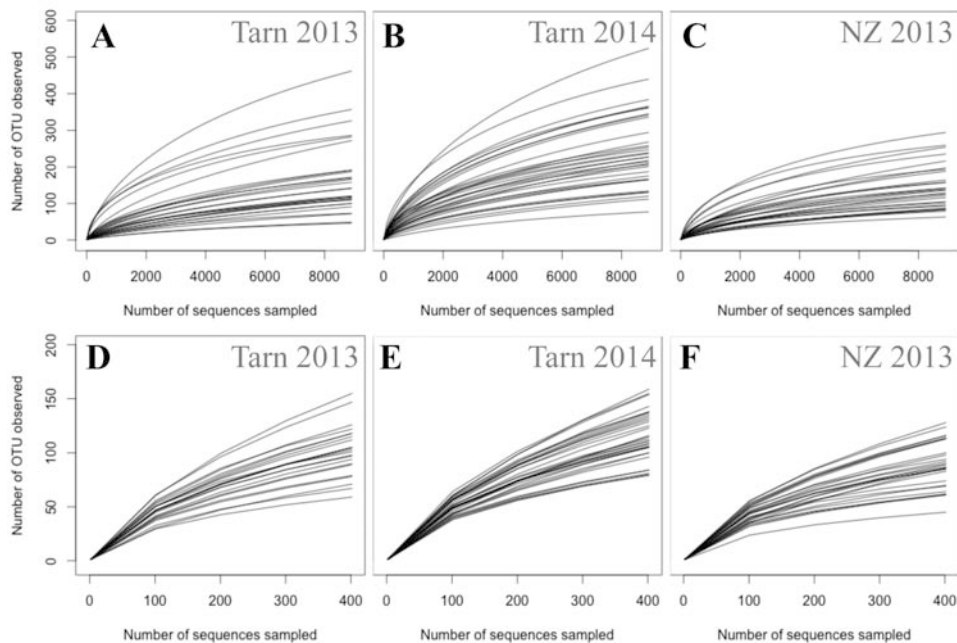 A Tarn 2013
B Tarn 2014
C NZ 2013
Number of OTU observed
600
500
400
300
200
100
0
0 2000 4000 6000 8000
0 2000 4000 6000 8000
0 2000 4000 6000 8000
Number of sequences sampled
Number of sequences sampled
Number of sequences sampled
D Tarn 2013
E Tarn 2014
F NZ 2013
Number of OTU observed
200
150
100
50
0
0 100 200 300 400
0 100 200 300 400
0 100 200 300 400
Number of sequences sampled
Number of sequences sampled
Number of sequences sampled